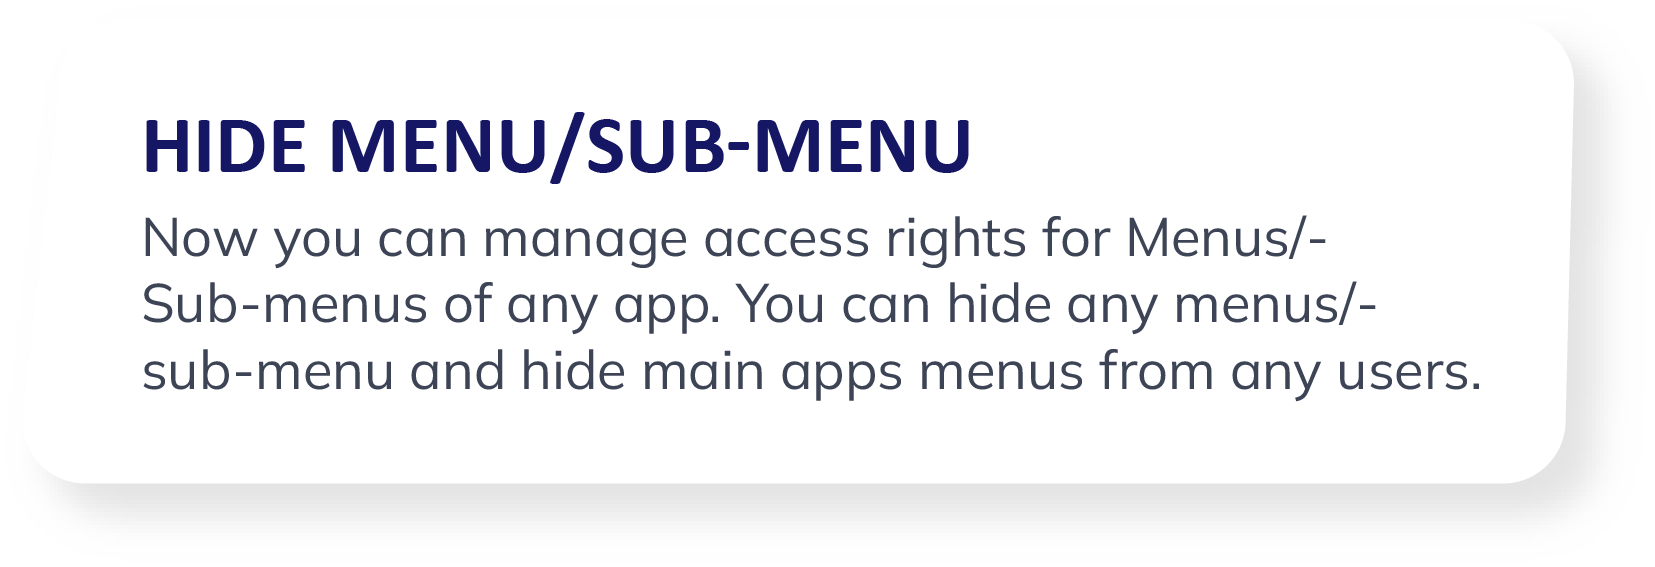 HIDE MENU/SUB-MENU
Now you can manage access rights for Menus/-
Sub-menus of any app. You can hide any menus/-
sub-menu and hide main apps menus from any users.